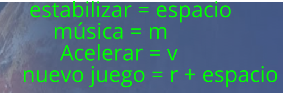 estabilizar = espacio
música = m
Acelerar = v
nuevo juego = r + espacio